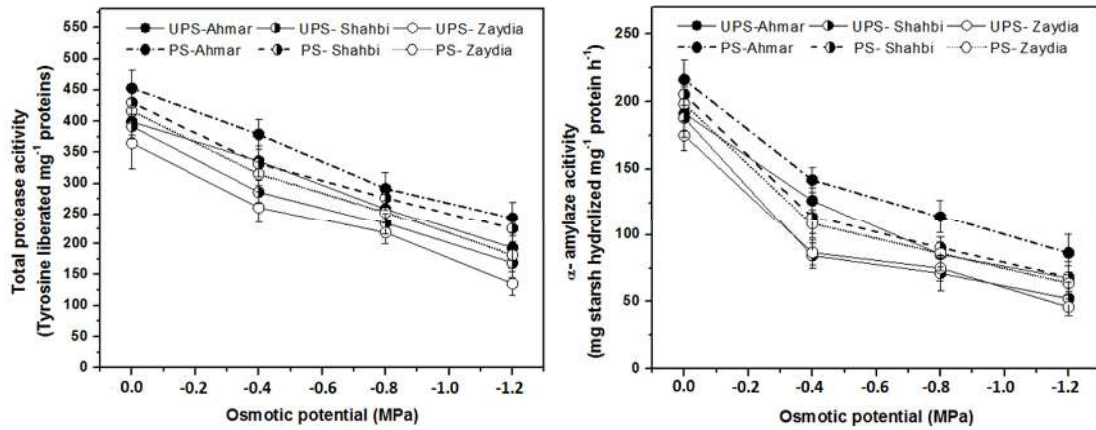 550
500
450
400
350
300
250
200
150
100
50
0
Total protease acitivity
(Tyrosine liberated mg-1 proteins)
UPS-Ahmar UPS- Shahbi UPS- Zaydia
PS-Ahmar PS- Shahbi PS- Zaydia
0.0 -0.2 -0.4 -0.6 -0.8 -1.0 -1.2
Osmotic potential (MPa)
250
200
150
100
50
0
α- amylaze acitivity
(mg starsh hydrclized mg-1 protein h-1)
UPS-Ahmar UPS- Shahbi UPS- Zaydia
PS-Ahmar PS- Shahbi PS- Zaydia
0.0 -0.2 -0.4 -0.6 -0.8 -1.0 -1.2
Osmotic potential (MPa)